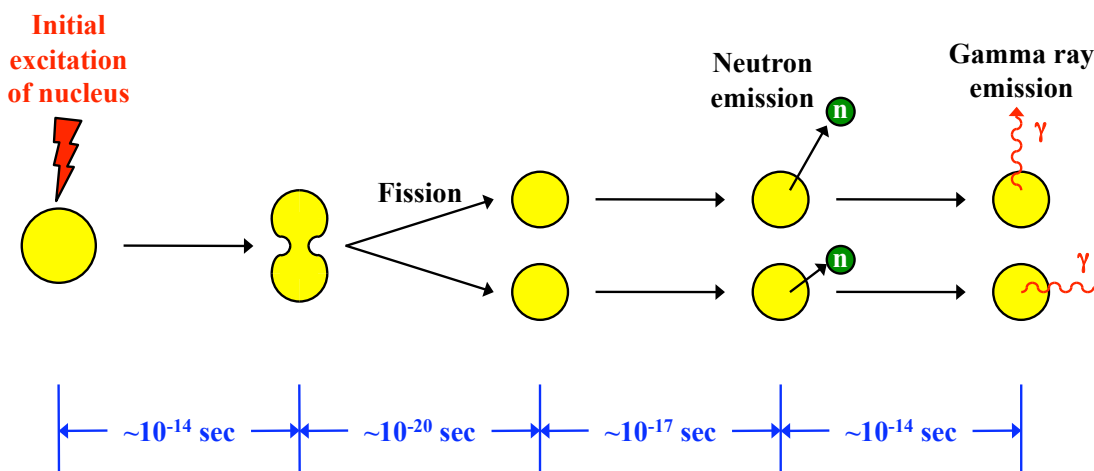 Initial
excitation
of nucleus
Neutron
emission
n
Gamma ray
emission
γ
Fission
n
γ
~10⁻¹⁴ sec
~10⁻²⁰ sec
~10⁻¹⁷ sec
~10⁻¹⁴ sec